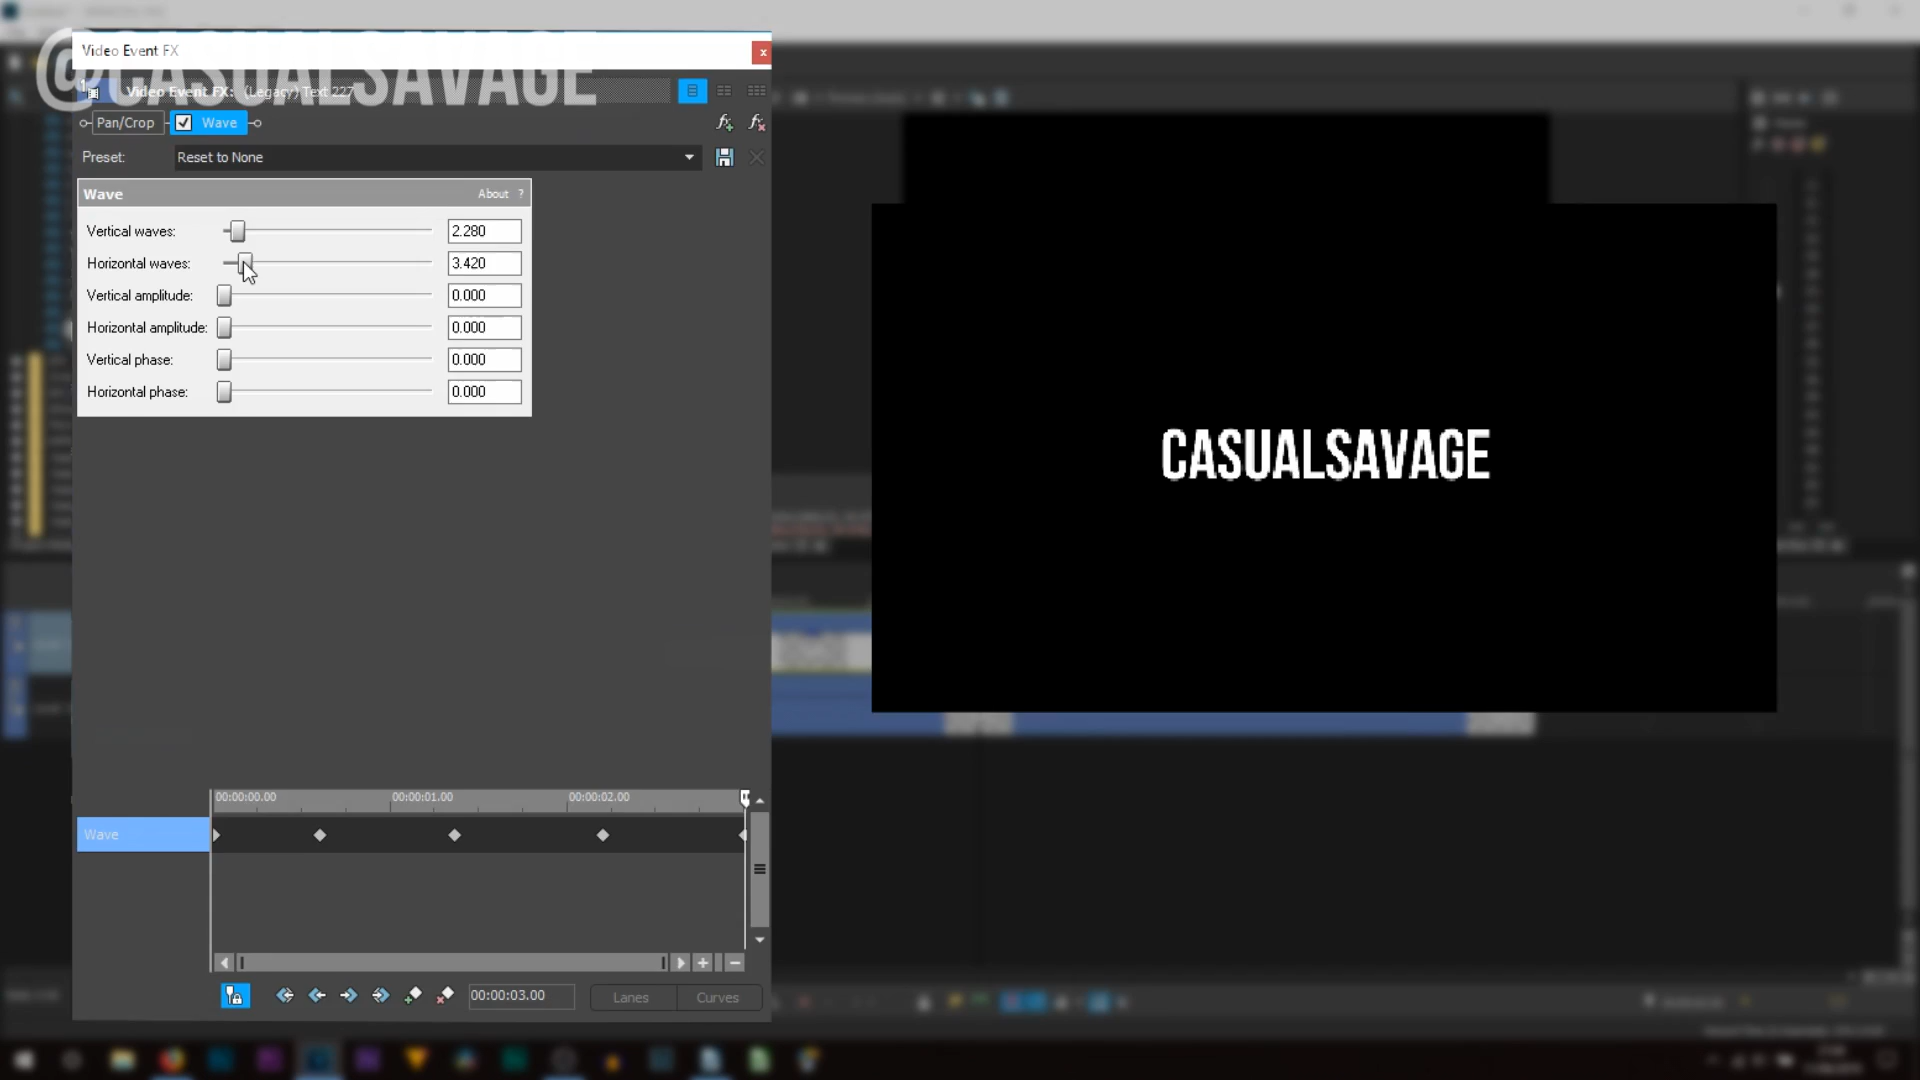 @CASUALSAVAGE
Video Event FX
Video Event FX: (Legacy) Text 227
Pan/Crop Wave
Preset: Reset to None
Wave About ?
Vertical waves: 2.280
Horizontal waves: 3.420
Vertical amplitude: 0.000
Horizontal amplitude: 0.000
Vertical phase: 0.000
Horizontal phase: 0.000
CASUALSAVAGE
00:00:00.00 00:00:01.00 00:00:02.00
Wave
00:00:03.00 Lanes Curves